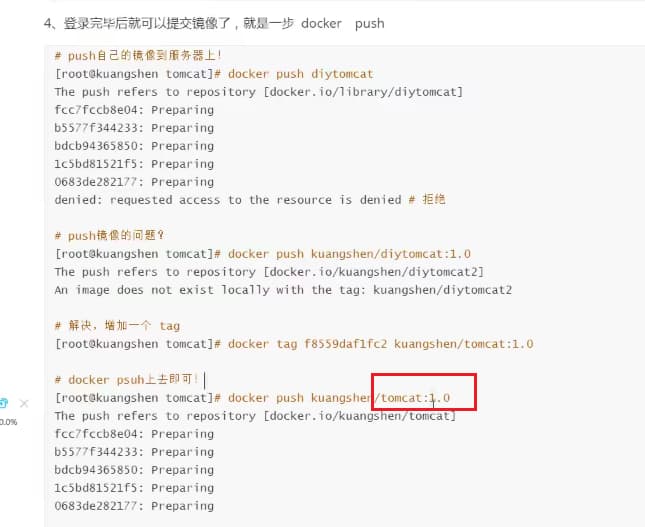 4、登录完毕后就可以提交镜像了，就是一步 docker push
# push自己的镜像到服务器上！
[root@kuangshen tomcat]# docker push diytomcat
The push refers to repository [docker.io/library/diytomcat]
fcc7fccb8e04: Preparing
b5577f344233: Preparing
bdcb94365850: Preparing
1c5bd81521f5: Preparing
0683de282177: Preparing
denied: requested access to the resource is denied # 拒绝
# push镜像的问题？
[root@kuangshen tomcat]# docker push kuangshen/diytomcat:1.0
The push refers to repository [docker.io/kuangshen/diytomcat2]
An image does not exist locally with the tag: kuangshen/diytomcat2
# 解决，增加一个 tag
[root@kuangshen tomcat]# docker tag f8559daf1fc2 kuangshen/tomcat:1.0
# docker psuh上去即可！
[root@kuangshen tomcat]# docker push kuangshen/tomcat:1.0
The push refers to repository [docker.io/kuangshen/tomcat]
fcc7fccb8e04: Preparing
b5577f344233: Preparing
bdcb94365850: Preparing
1c5bd81521f5: Preparing
0683de282177: Preparing
0.0%